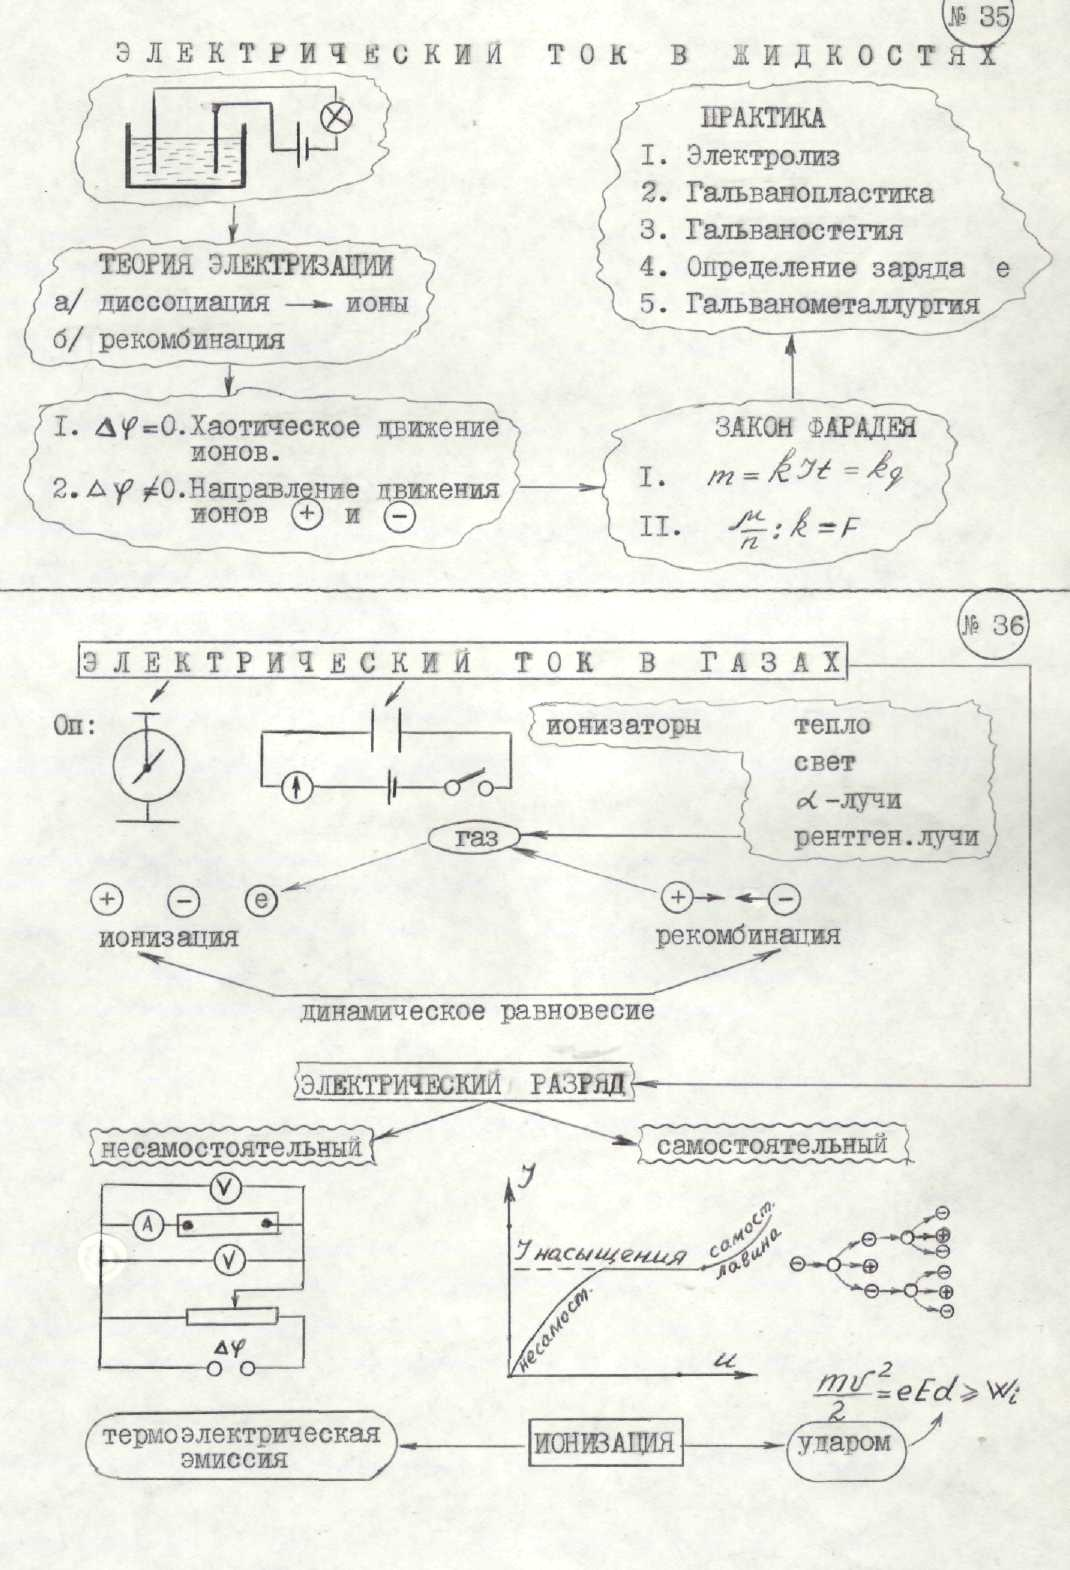 № 35
ЭЛЕКТРИЧЕСКИЙ ТОК В ЖИДКОСТЯХ
ТЕОРИЯ ЭЛЕКТРИЗАЦИИ
а/ диссоциация → ионы
б/ рекомбинация
I. Δφ=0. Хаотическое движение
ионов.
2. Δφ≠0. Направление движения
ионов ⊕ и ⊖
ПРАКТИКА
I. Электролиз
2. Гальванопластика
3. Гальваностегия
4. Определение заряда е
5. Гальванометаллургия
ЗАКОН ФАРАДЕЯ
I. m = kIt = kq
II. μ/n : k = F
№ 36
ЭЛЕКТРИЧЕСКИЙ ТОК В ГАЗАХ
Оп:
ионизаторы тепло
свет
α-лучи
рентген.лучи
газ
+ − е
ионизация
+ → ← −
рекомбинация
динамическое равновесие
ЭЛЕКТРИЧЕСКИЙ РАЗРЯД
несамостоятельный
самостоятельный
V
A
V
Δφ
I
I насыщения
самост.
лавина
несамост.
u
mv²/2 = eEd ⩾ Wi
термоэлектрическая
эмиссия
ИОНИЗАЦИЯ
ударом